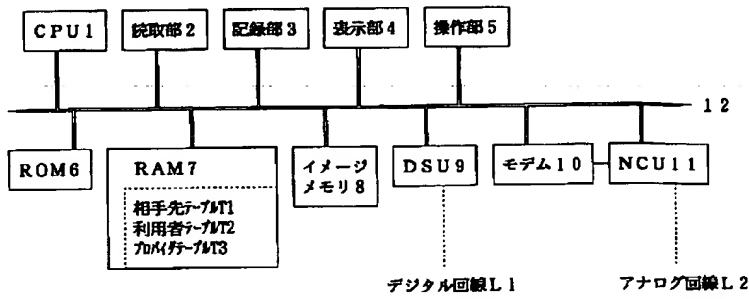 CPU1
読取部2
記録部3
表示部4
操作部5
12
ROM6
RAM7
相手先テーブルT1
利用者テーブルT2
プロバイダテーブルT3
イメージ
メモリ8
DSU9
モデム10
NCU11
デジタル回線L1
アナログ回線L2